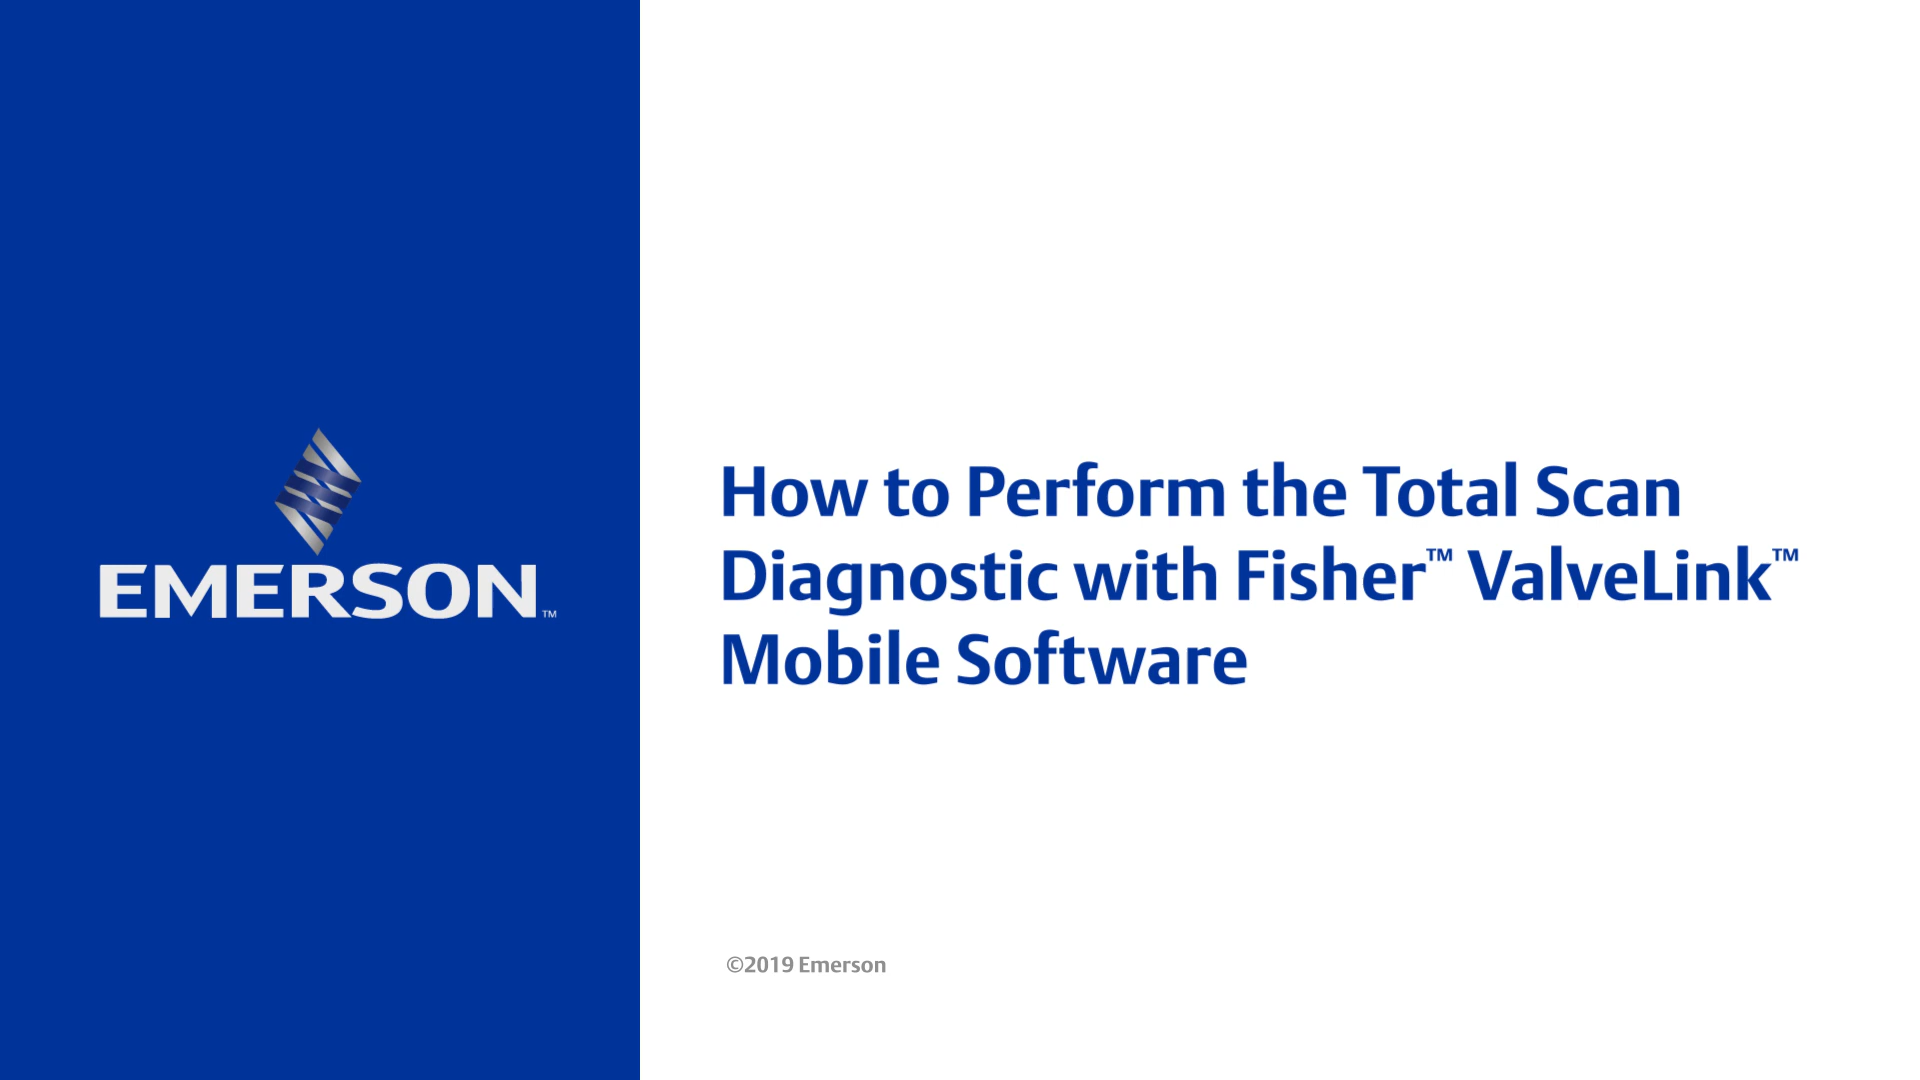 EMERSON™
How to Perform the Total Scan
Diagnostic with Fisher™ ValveLink™
Mobile Software
©2019 Emerson